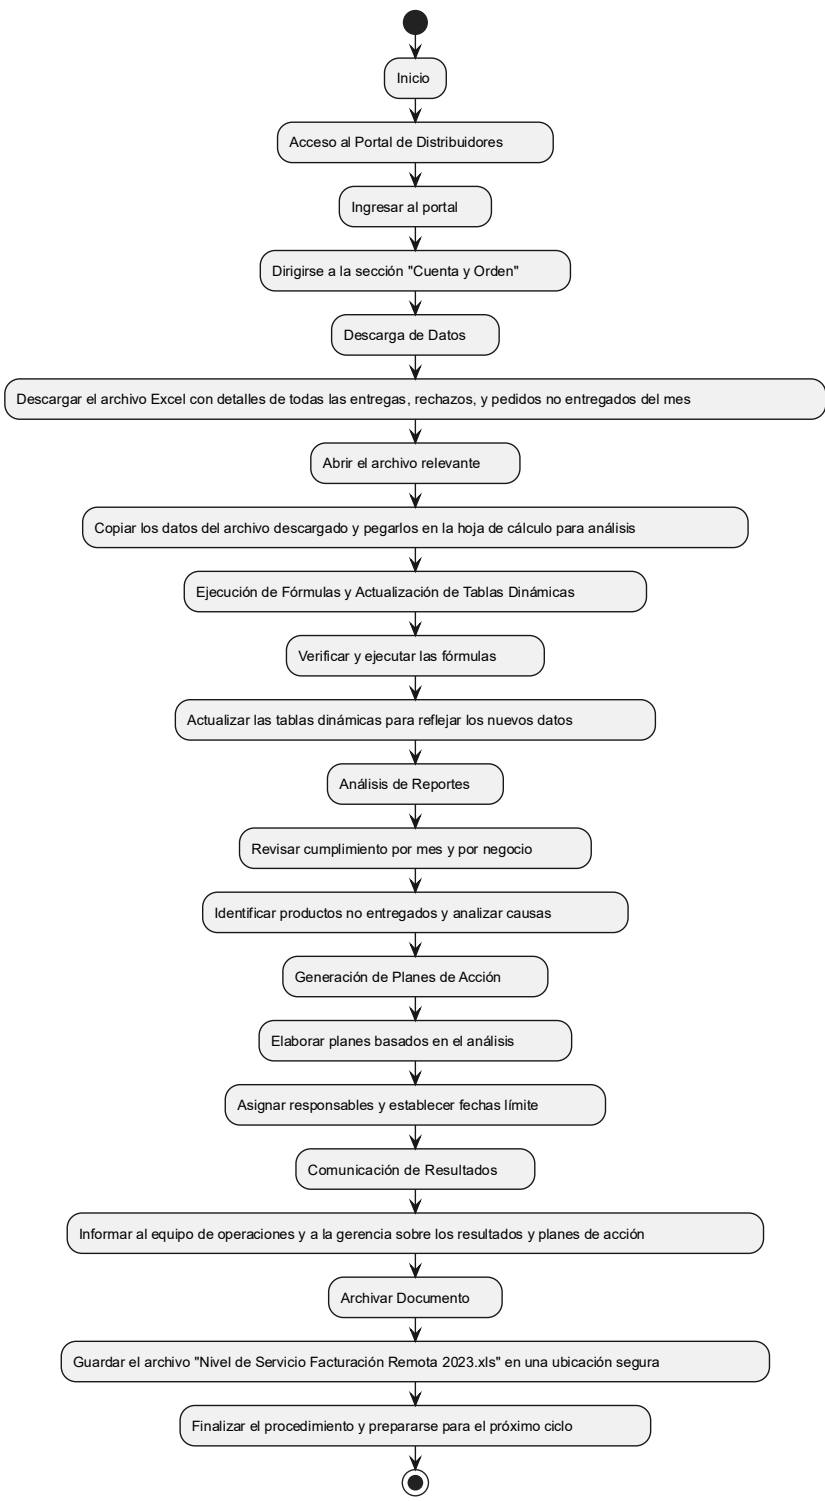 Inicio
Acceso al Portal de Distribuidores
Ingresar al portal
Dirigirse a la sección "Cuenta y Orden"
Descarga de Datos
Descargar el archivo Excel con detalles de todas las entregas, rechazos, y pedidos no entregados del mes
Abrir el archivo relevante
Copiar los datos del archivo descargado y pegarlos en la hoja de cálculo para análisis
Ejecución de Fórmulas y Actualización de Tablas Dinámicas
Verificar y ejecutar las fórmulas
Actualizar las tablas dinámicas para reflejar los nuevos datos
Análisis de Reportes
Revisar cumplimiento por mes y por negocio
Identificar productos no entregados y analizar causas
Generación de Planes de Acción
Elaborar planes basados en el análisis
Asignar responsables y establecer fechas límite
Comunicación de Resultados
Informar al equipo de operaciones y a la gerencia sobre los resultados y planes de acción
Archivar Documento
Guardar el archivo "Nivel de Servicio Facturación Remota 2023.xls" en una ubicación segura
Finalizar el procedimiento y prepararse para el próximo ciclo